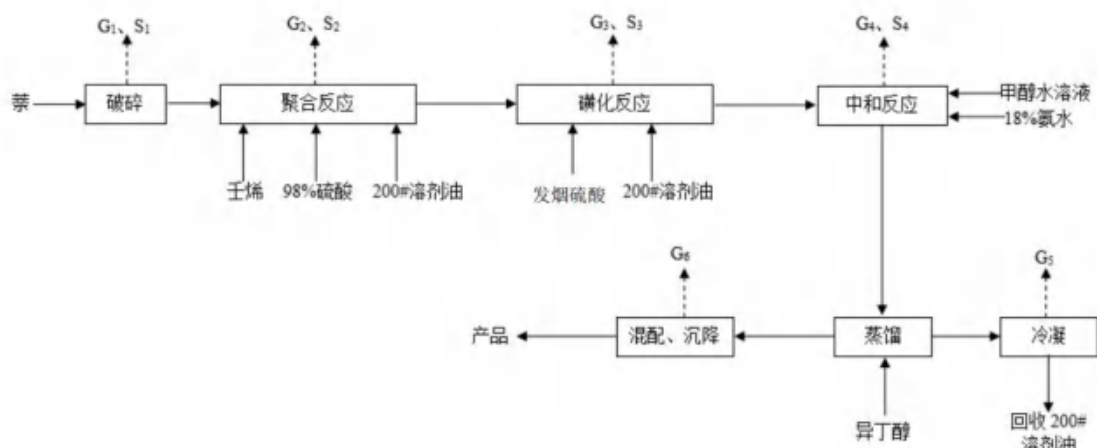 G₁、S₁
G₂、S₂
G₃、S₃
G₄、S₄
萘
破碎
聚合反应
磺化反应
中和反应
甲醇水溶液
18%氨水
壬烯
98%硫酸
200#溶剂油
发烟硫酸
200#溶剂油
G₆
G₅
产品
混配、沉降
蒸馏
冷凝
异丁醇
回收 200#
溶剂油